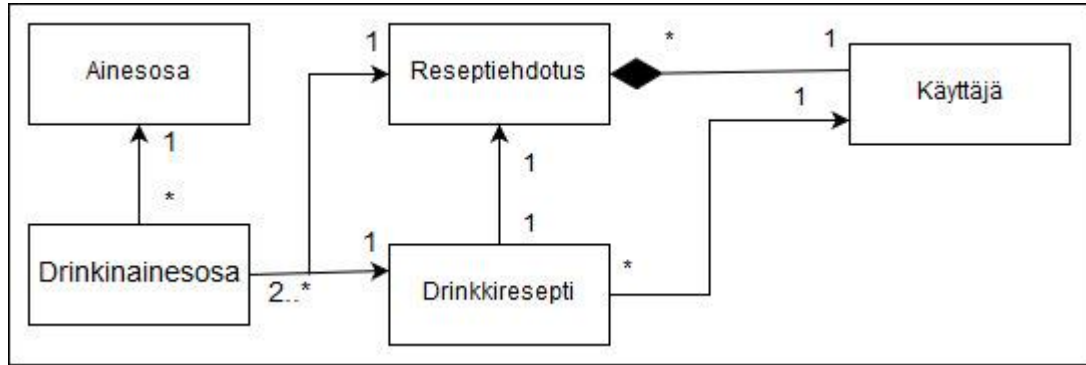 Ainesosa
1
Reseptiehdotus
*
1
Käyttäjä
1
1
*
1
1
Drinkinainesosa
2..*
1
Drinkkiresepti
*